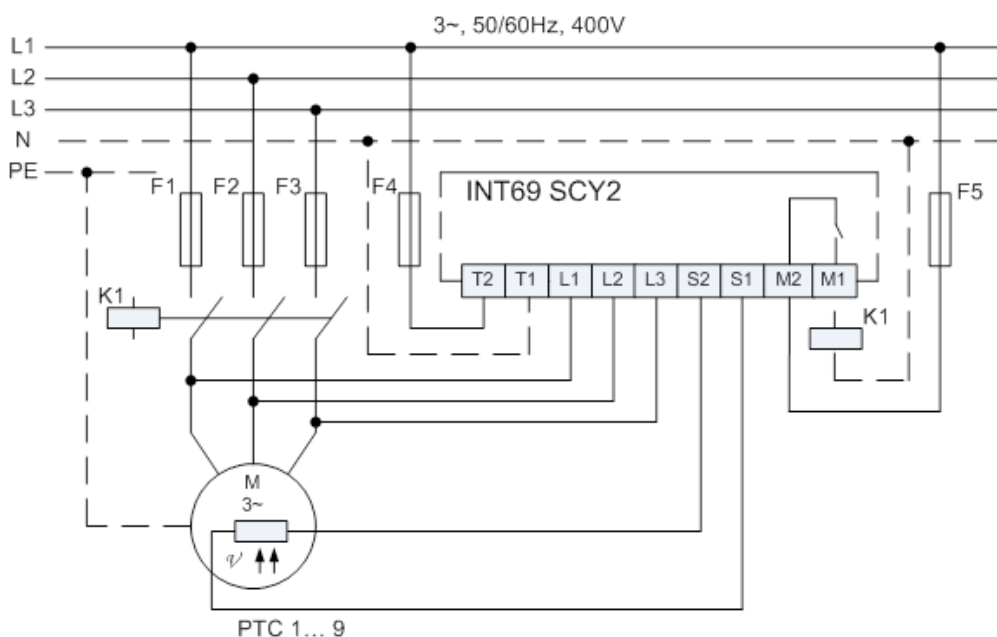 3~, 50/60Hz, 400V
L1
L2
L3
N
PE
F1 F2 F3 F4 INT69 SCY2 F5
T2 T1 L1 L2 L3 S2 S1 M2 M1
K1
K1
M
3~
ϑ
PTC 1... 9